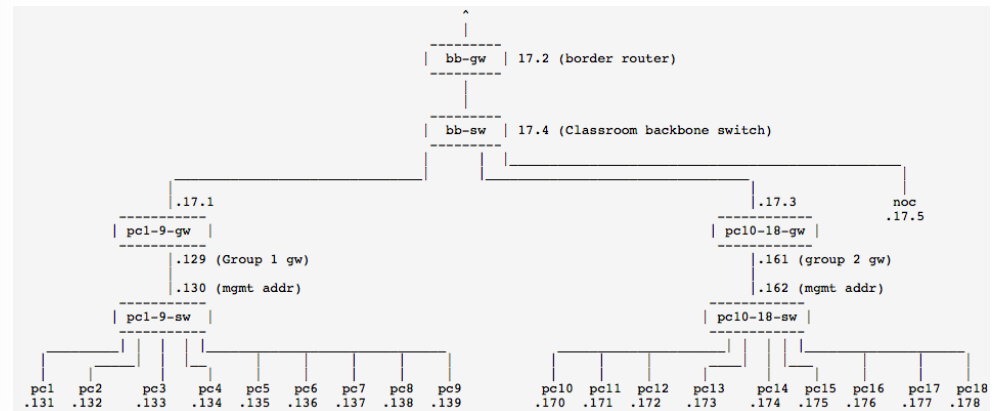 ^
bb-gw 17.2 (border router)
bb-sw 17.4 (Classroom backbone switch)
.17.1 .17.3 noc
.17.5
pc1-9-gw pc10-18-gw
.129 (Group 1 gw) .161 (group 2 gw)
.130 (mgmt addr) .162 (mgmt addr)
pc1-9-sw pc10-18-sw
pc1 pc2 pc3 pc4 pc5 pc6 pc7 pc8 pc9 pc10 pc11 pc12 pc13 pc14 pc15 pc16 pc17 pc18
.131 .132 .133 .134 .135 .136 .137 .138 .139 .170 .171 .172 .173 .174 .175 .176 .177 .178